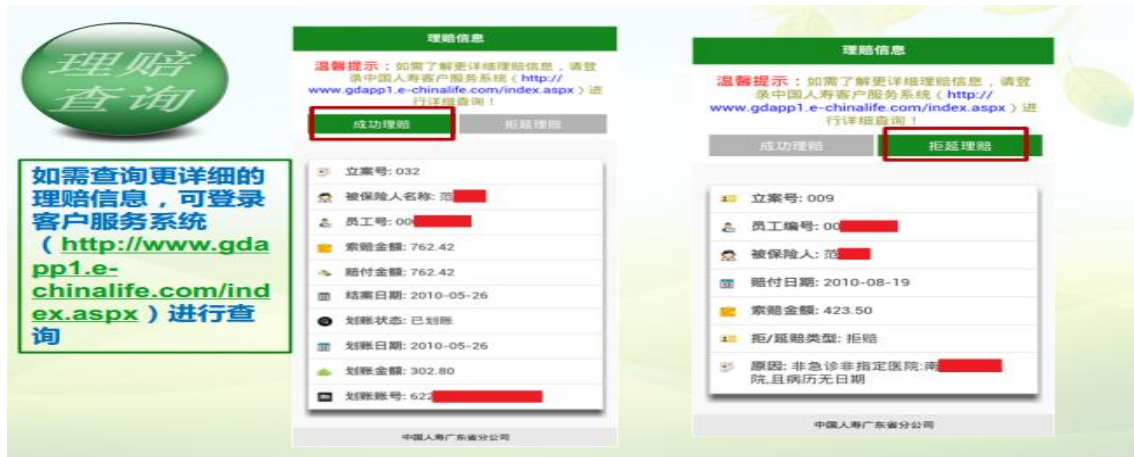 理赔
查询
如需查询更详细的
理赔信息，可登录
客户服务系统
（http://www.gda
pp1.e-
chinalife.com/ind
ex.aspx）进行查
询
理赔信息
温馨提示：如需了解更详细理赔信息，请登
录中国人寿客户服务系统（http://
www.gdapp1.e-chinalife.com/index.aspx）进
行详细查询！
成功理赔 拒延理赔
立案号: 032
被保险人名称: 范
员工号: 00
索赔金额: 762.42
赔付金额: 762.42
结案日期: 2010-05-26
划账状态: 已划账
划账日期: 2010-05-26
划账金额: 302.80
划账账号: 622
中国人寿广东省分公司
理赔信息
温馨提示：如需了解更详细理赔信息，请登
录中国人寿客户服务系统（http://
www.gdapp1.e-chinalife.com/index.aspx）进
行详细查询！
成功理赔 拒延理赔
立案号: 009
员工编号: 00
被保险人: 范
赔付日期: 2010-08-19
索赔金额: 423.50
拒/延赔类型: 拒赔
原因: 非急诊非指定医院:南
院,且病历无日期
中国人寿广东省分公司